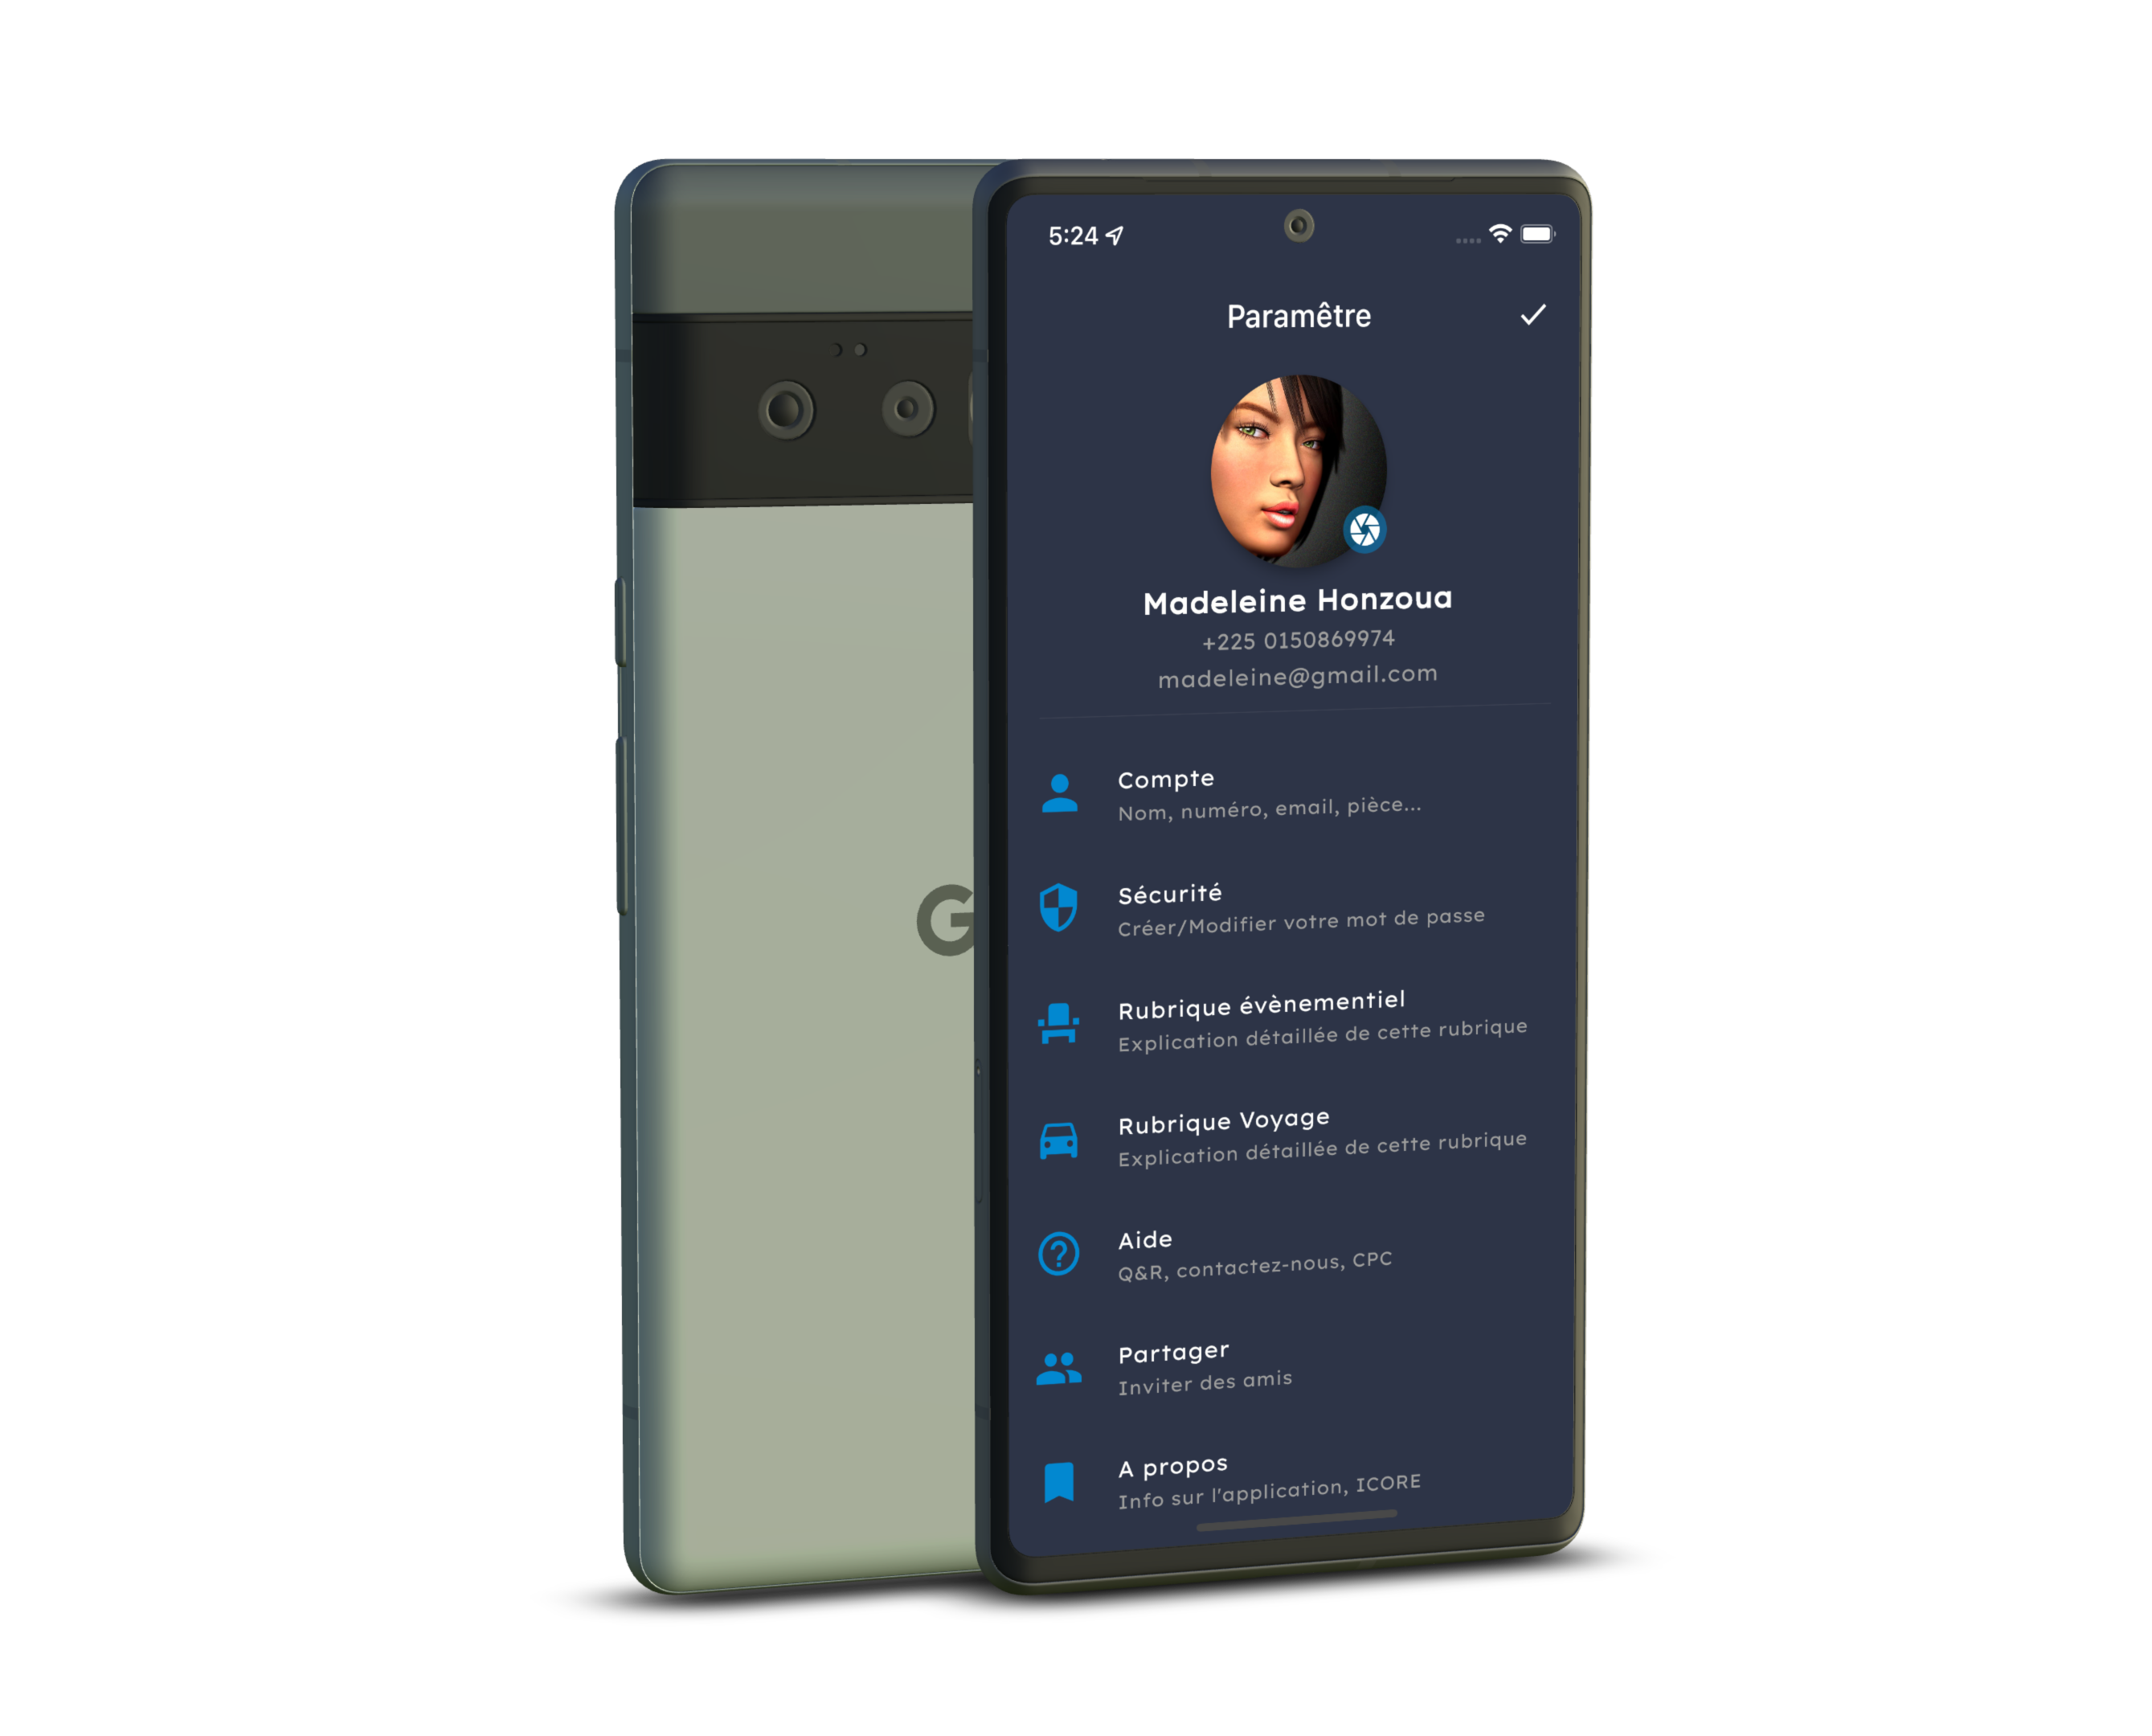 5:24
Paramêtre
Madeleine Honzoua
+225 0150869974
madeleine@gmail.com
Compte
Nom, numéro, email, pièce...
Sécurité
Créer/Modifier votre mot de passe
Rubrique évènementiel
Explication détaillée de cette rubrique
Rubrique Voyage
Explication détaillée de cette rubrique
Aide
Q&R, contactez-nous, CPC
Partager
Inviter des amis
A propos
Info sur l'application, ICORE
G